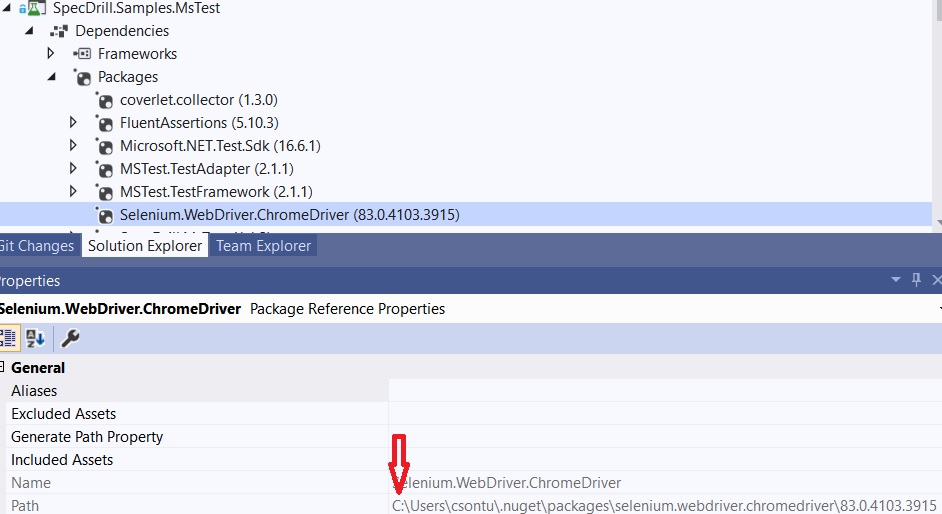 SpecDrill.Samples.MsTest
Dependencies
Frameworks
Packages
coverlet.collector (1.3.0)
FluentAssertions (5.10.3)
Microsoft.NET.Test.Sdk (16.6.1)
MSTest.TestAdapter (2.1.1)
MSTest.TestFramework (2.1.1)
Selenium.WebDriver.ChromeDriver (83.0.4103.3915)
Git Changes Solution Explorer Team Explorer
Properties
Selenium.WebDriver.ChromeDriver Package Reference Properties
General
Aliases
Excluded Assets
Generate Path Property
Included Assets
Name Selenium.WebDriver.ChromeDriver
Path C:\Users\csontu\.nuget\packages\selenium.webdriver.chromedriver\83.0.4103.3915